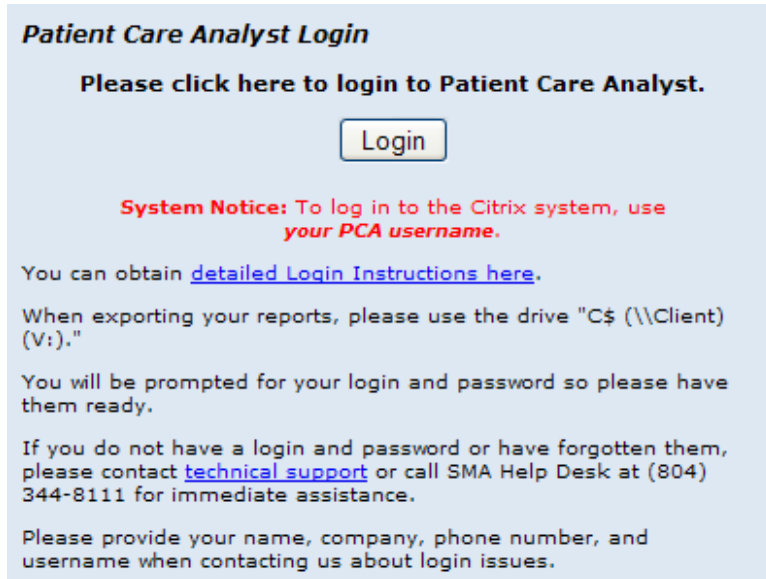 Patient Care Analyst Login
Please click here to login to Patient Care Analyst.
Login
System Notice: To log in to the Citrix system, use
your PCA username.
You can obtain detailed Login Instructions here.
When exporting your reports, please use the drive "C$ (\\Client)
(V:)."
You will be prompted for your login and password so please have
them ready.
If you do not have a login and password or have forgotten them,
please contact technical support or call SMA Help Desk at (804)
344-8111 for immediate assistance.
Please provide your name, company, phone number, and
username when contacting us about login issues.